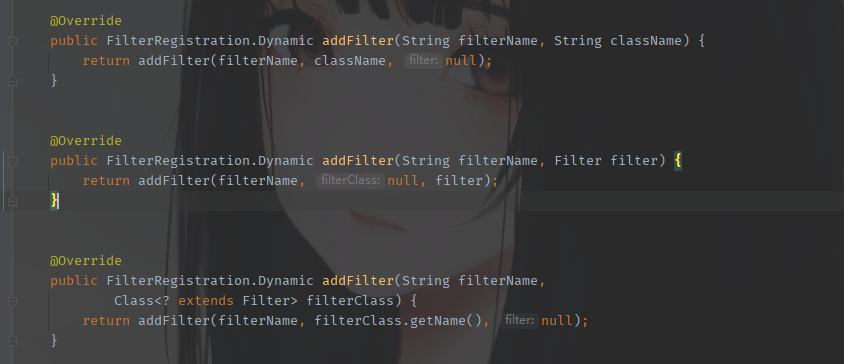 @Override
public FilterRegistration.Dynamic addFilter(String filterName, String className) {
return addFilter(filterName, className, filter: null);
}
@Override
public FilterRegistration.Dynamic addFilter(String filterName, Filter filter) {
return addFilter(filterName, filterClass: null, filter);
}
@Override
public FilterRegistration.Dynamic addFilter(String filterName,
Class<? extends Filter> filterClass) {
return addFilter(filterName, filterClass.getName(), filter: null);
}